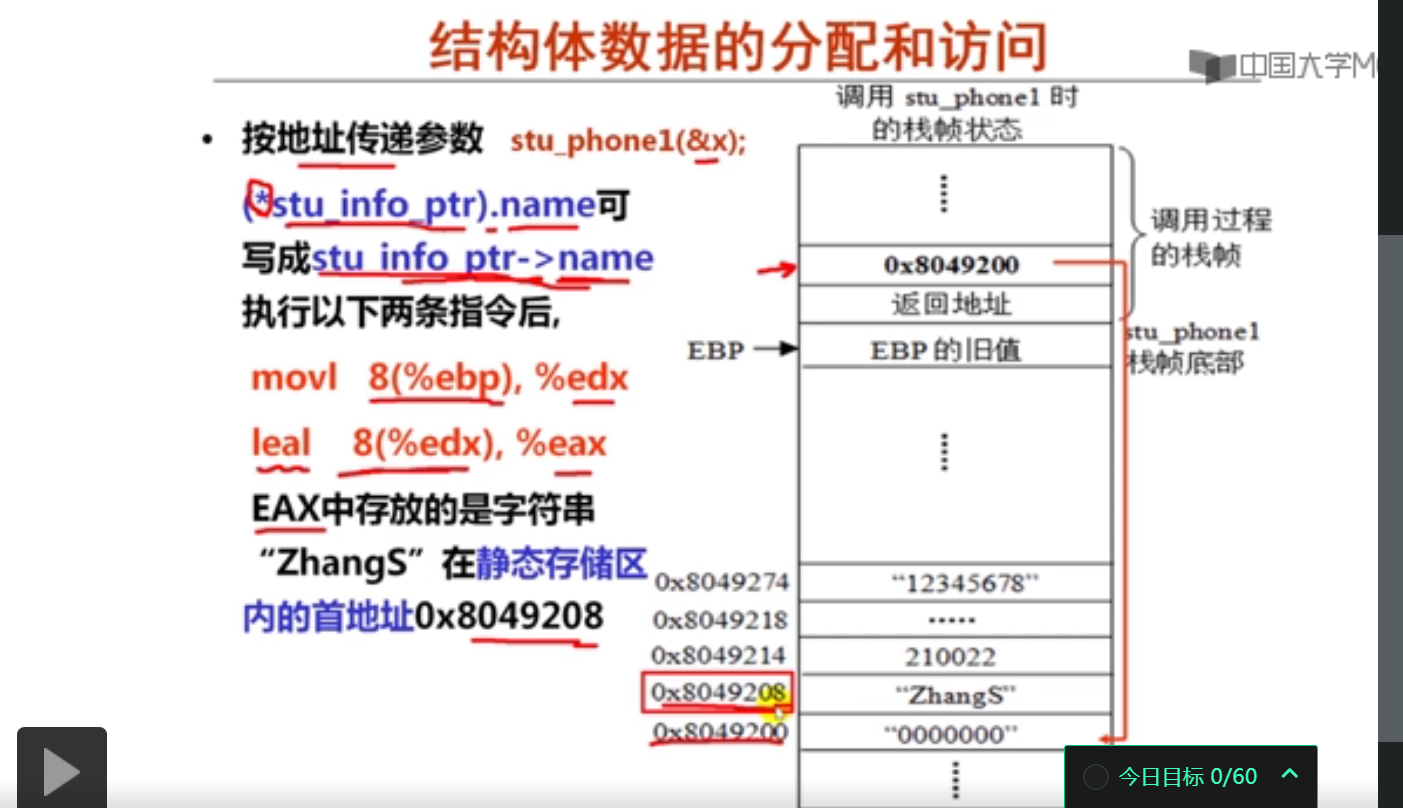 结构体数据的分配和访问
中国大学M
• 按地址传递参数 stu_phone1(&x);
(*stu_info_ptr).name可
写成stu_info_ptr->name
执行以下两条指令后,
movl 8(%ebp), %edx
leal 8(%edx), %eax
EAX中存放的是字符串
“ZhangS”在静态存储区
内的首地址0x8049208
调用 stu_phone1 时
的栈帧状态
0x8049200
返回地址
EBP
EBP 的旧值
调用过程
的栈帧
stu_phone1
栈帧底部
0x8049274 “12345678”
0x8049218 ·····
0x8049214 210022
0x8049208 “ZhangS”
0x8049200 “0000000”
今日目标 0/60